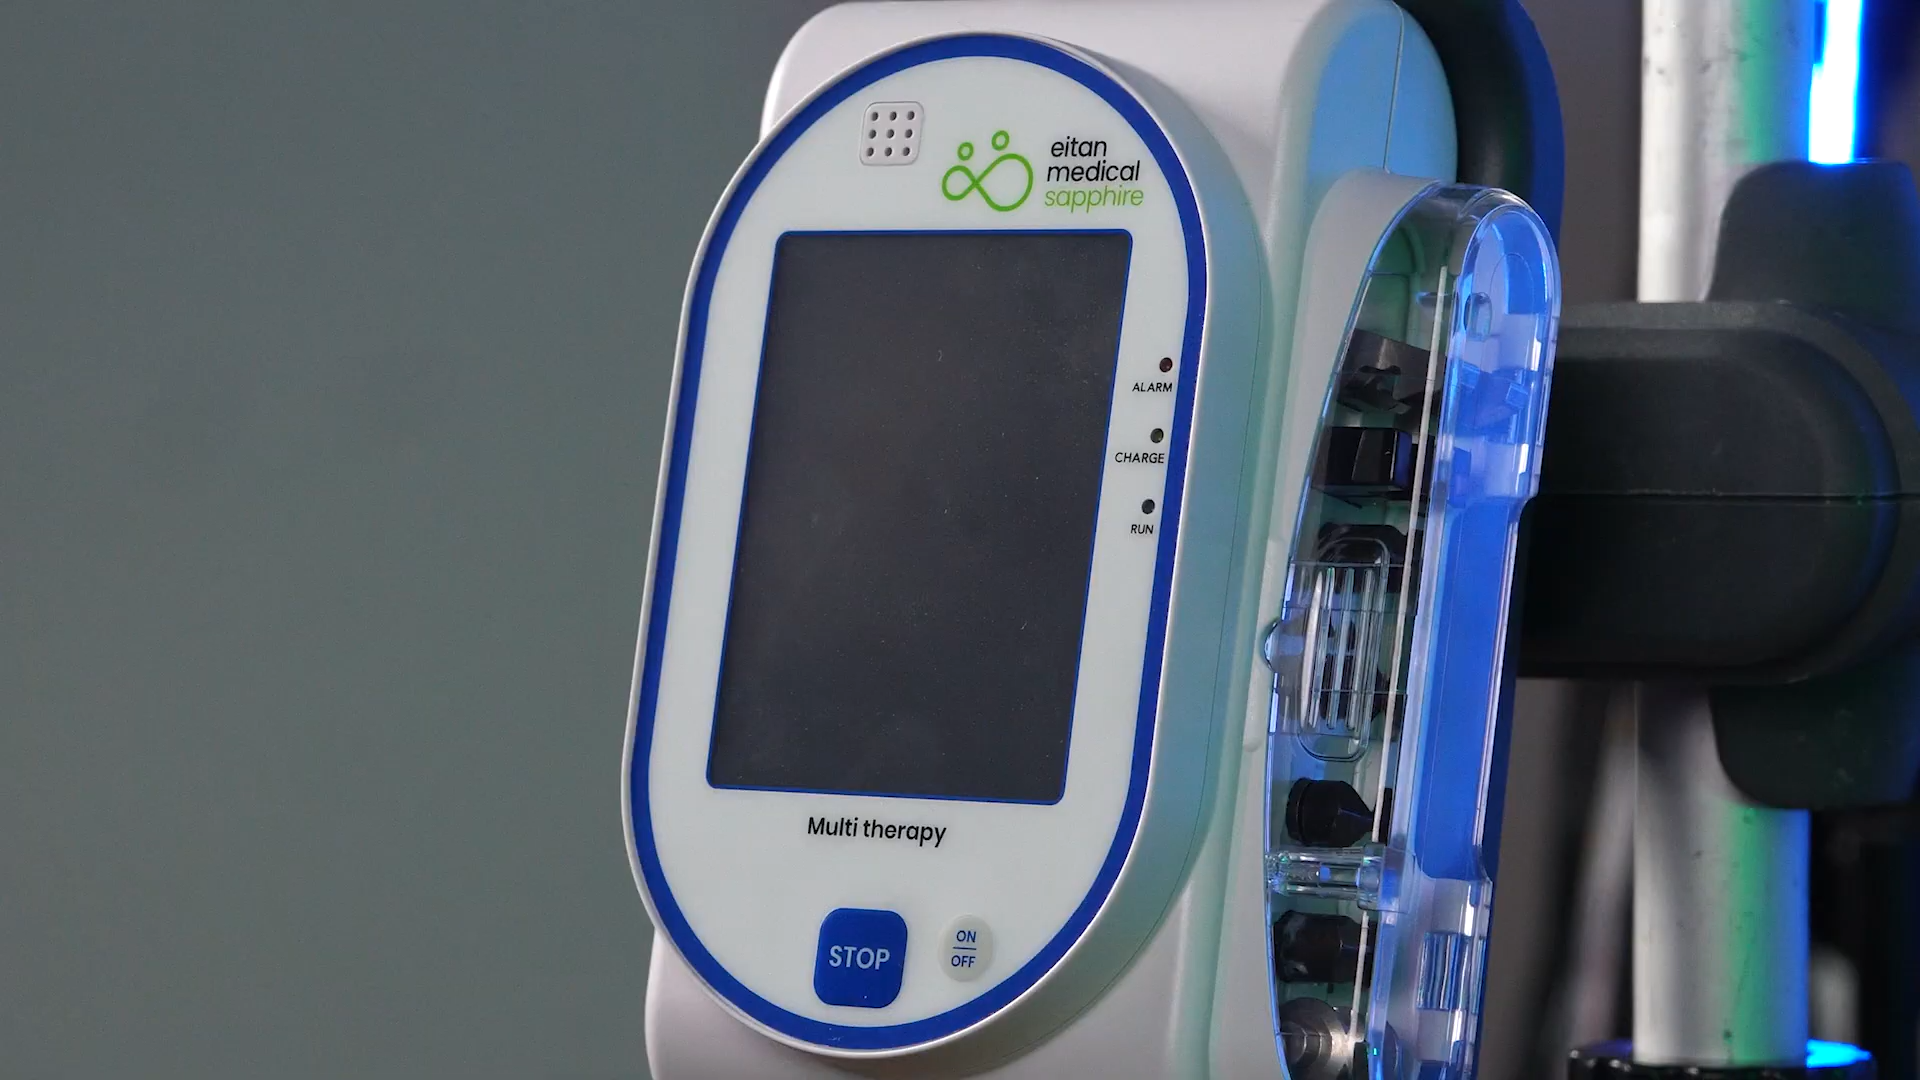 eitan
medical
sapphire
ALARM
CHARGE
RUN
Multi therapy
STOP
ON
OFF